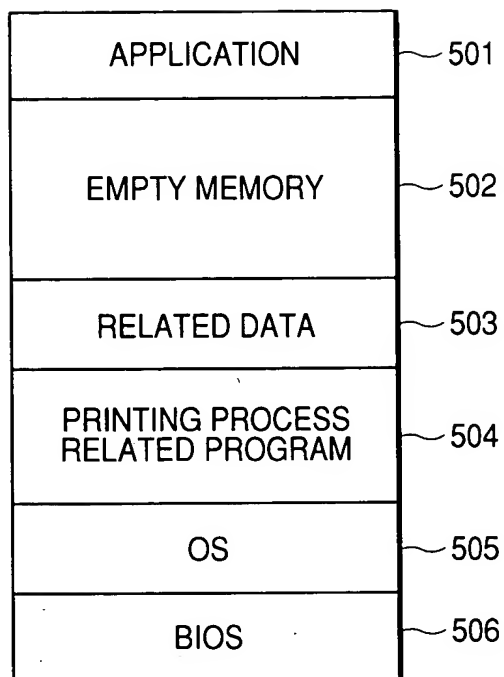 APPLICATION 501
EMPTY MEMORY 502
RELATED DATA 503
PRINTING PROCESS
RELATED PROGRAM 504
OS 505
BIOS 506